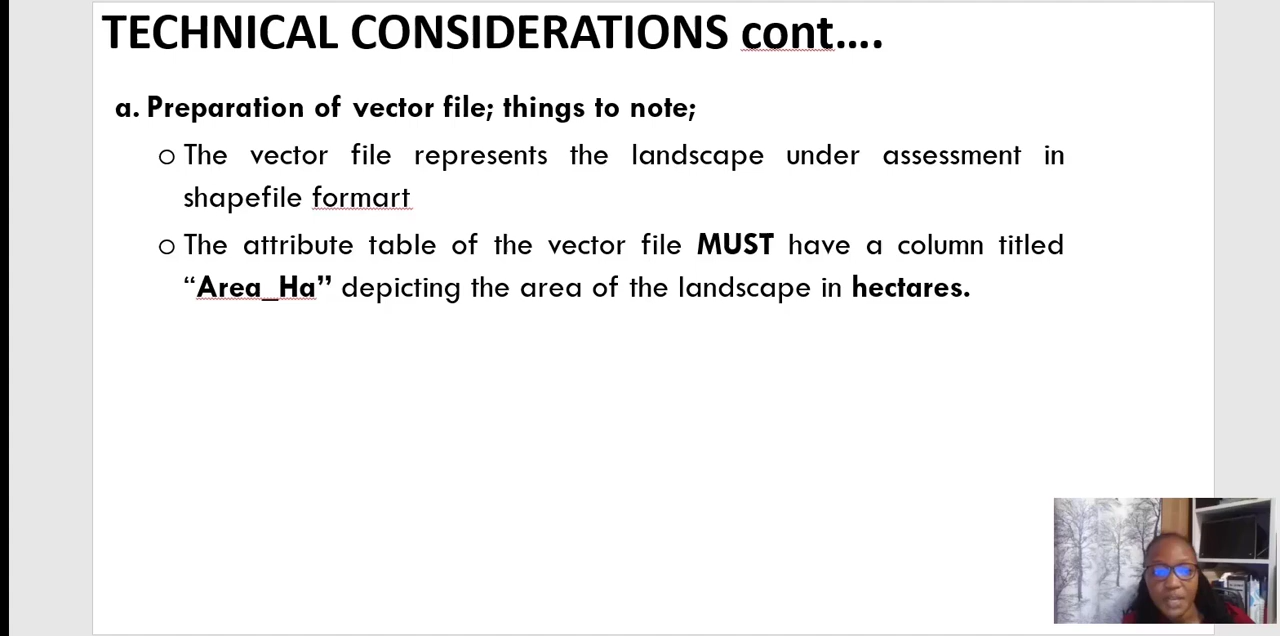 TECHNICAL CONSIDERATIONS cont....
a. Preparation of vector file; things to note;
o The vector file represents the landscape under assessment in
shapefile formart
o The attribute table of the vector file MUST have a column titled
“Area_Ha” depicting the area of the landscape in hectares.